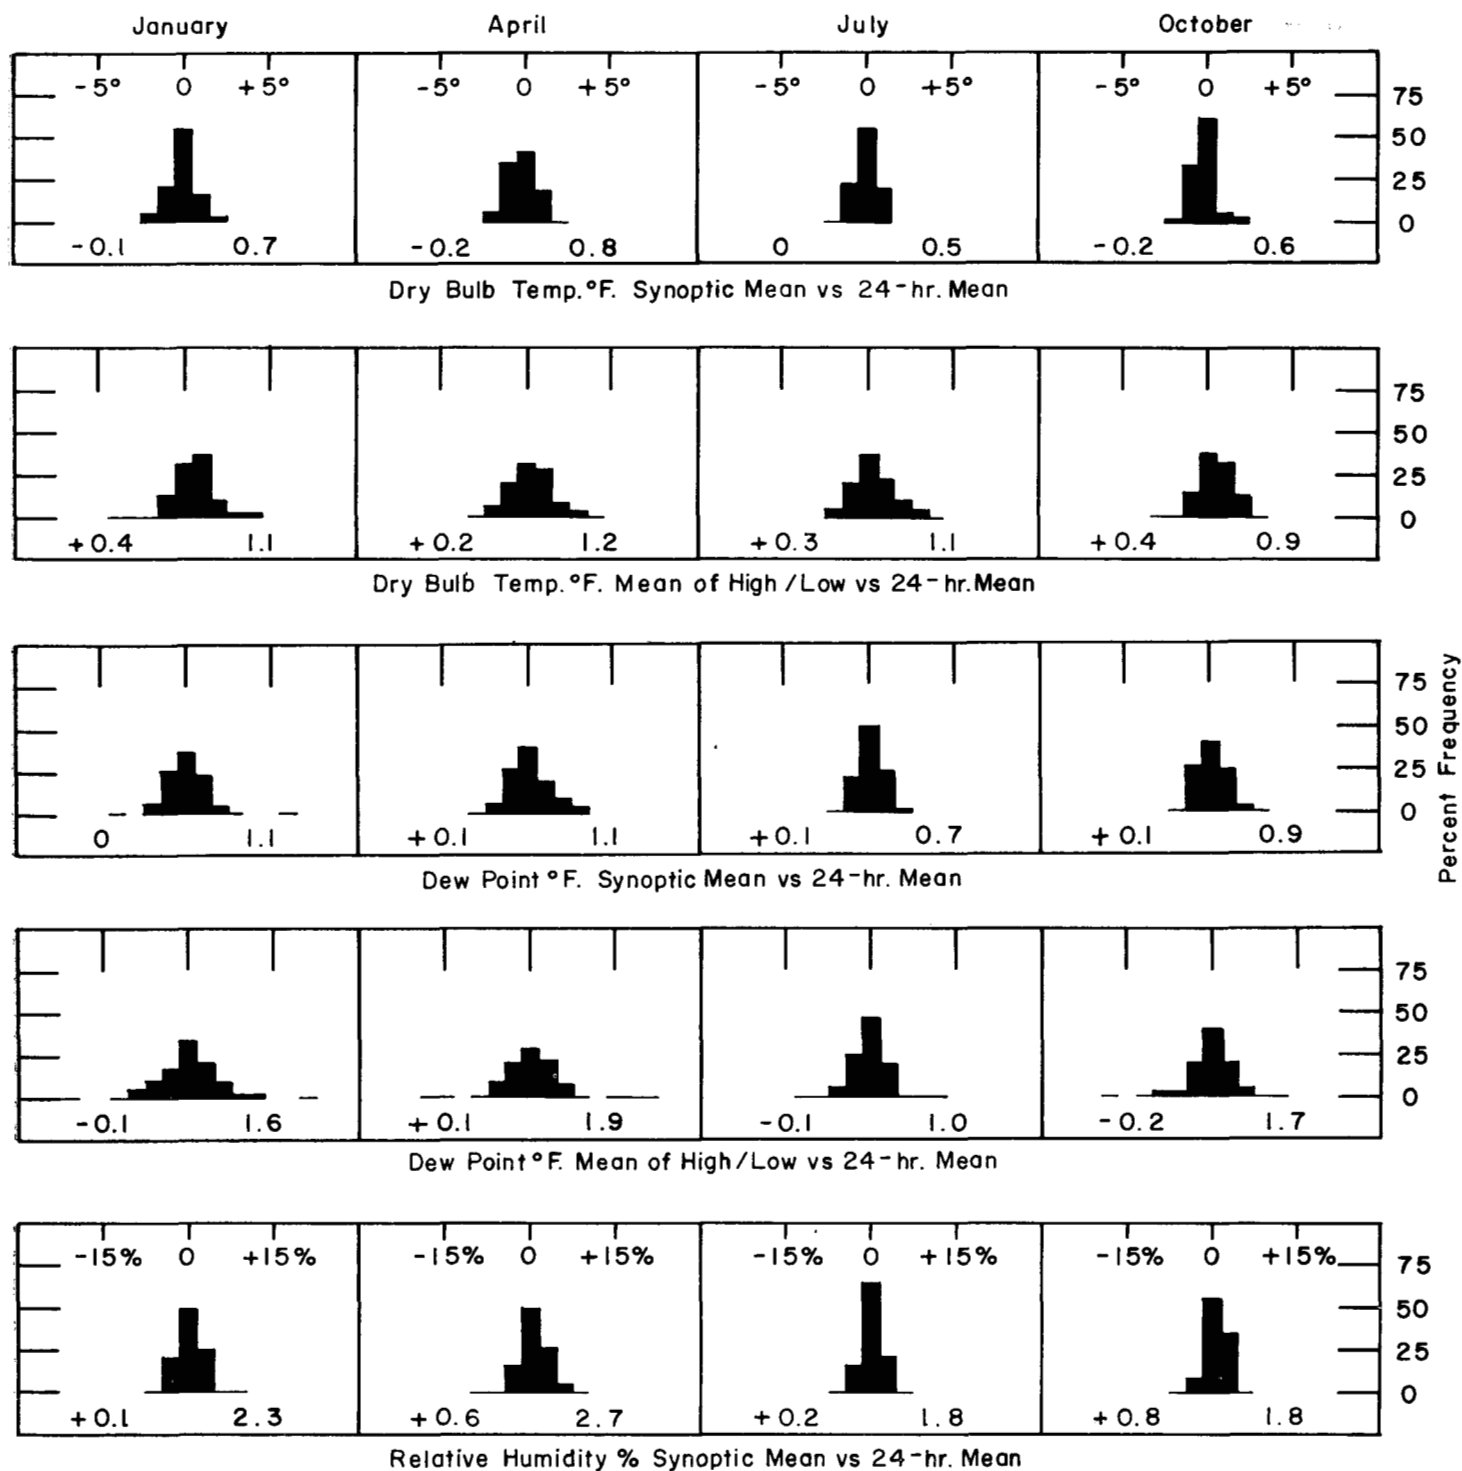 January April July October
-5° 0 +5° -5° 0 +5° -5° 0 +5° -5° 0 +5° 75
50
25
0
-0.1 0.7 -0.2 0.8 0 0.5 -0.2 0.6
Dry Bulb Temp.°F. Synoptic Mean vs 24-hr. Mean
75
50
25
0
+0.4 1.1 +0.2 1.2 +0.3 1.1 +0.4 0.9
Dry Bulb Temp.°F. Mean of High/Low vs 24-hr. Mean
75
50
25
0
0 1.1 +0.1 1.1 +0.1 0.7 +0.1 0.9
Dew Point °F. Synoptic Mean vs 24-hr. Mean
Percent Frequency
75
50
25
0
-0.1 1.6 +0.1 1.9 -0.1 1.0 -0.2 1.7
Dew Point °F. Mean of High/Low vs 24-hr. Mean
-15% 0 +15% -15% 0 +15% -15% 0 +15% -15% 0 +15% 75
50
25
0
+0.1 2.3 +0.6 2.7 +0.2 1.8 +0.8 1.8
Relative Humidity % Synoptic Mean vs 24-hr. Mean